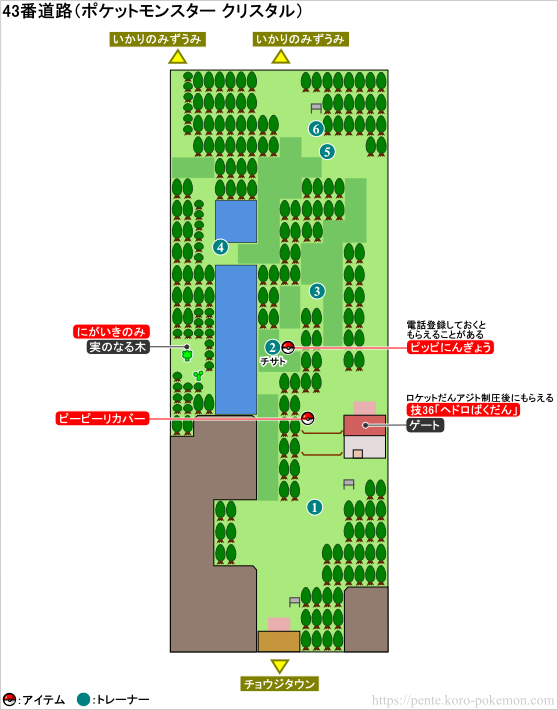 43番道路(ポケットモンスター クリスタル)
いかりのみずうみ
いかりのみずうみ
6
5
4
3
にがいきのみ
実のなる木
電話登録しておくと
もらえることがある
ピッピにんぎょう
2
チサト
ピーピーリカバー
ロケットだんアジト制圧後にもらえる
技36「ヘドロばくだん」
ゲート
1
チョウジタウン
:アイテム
:トレーナー
https://pente.koro-pokemon.com/